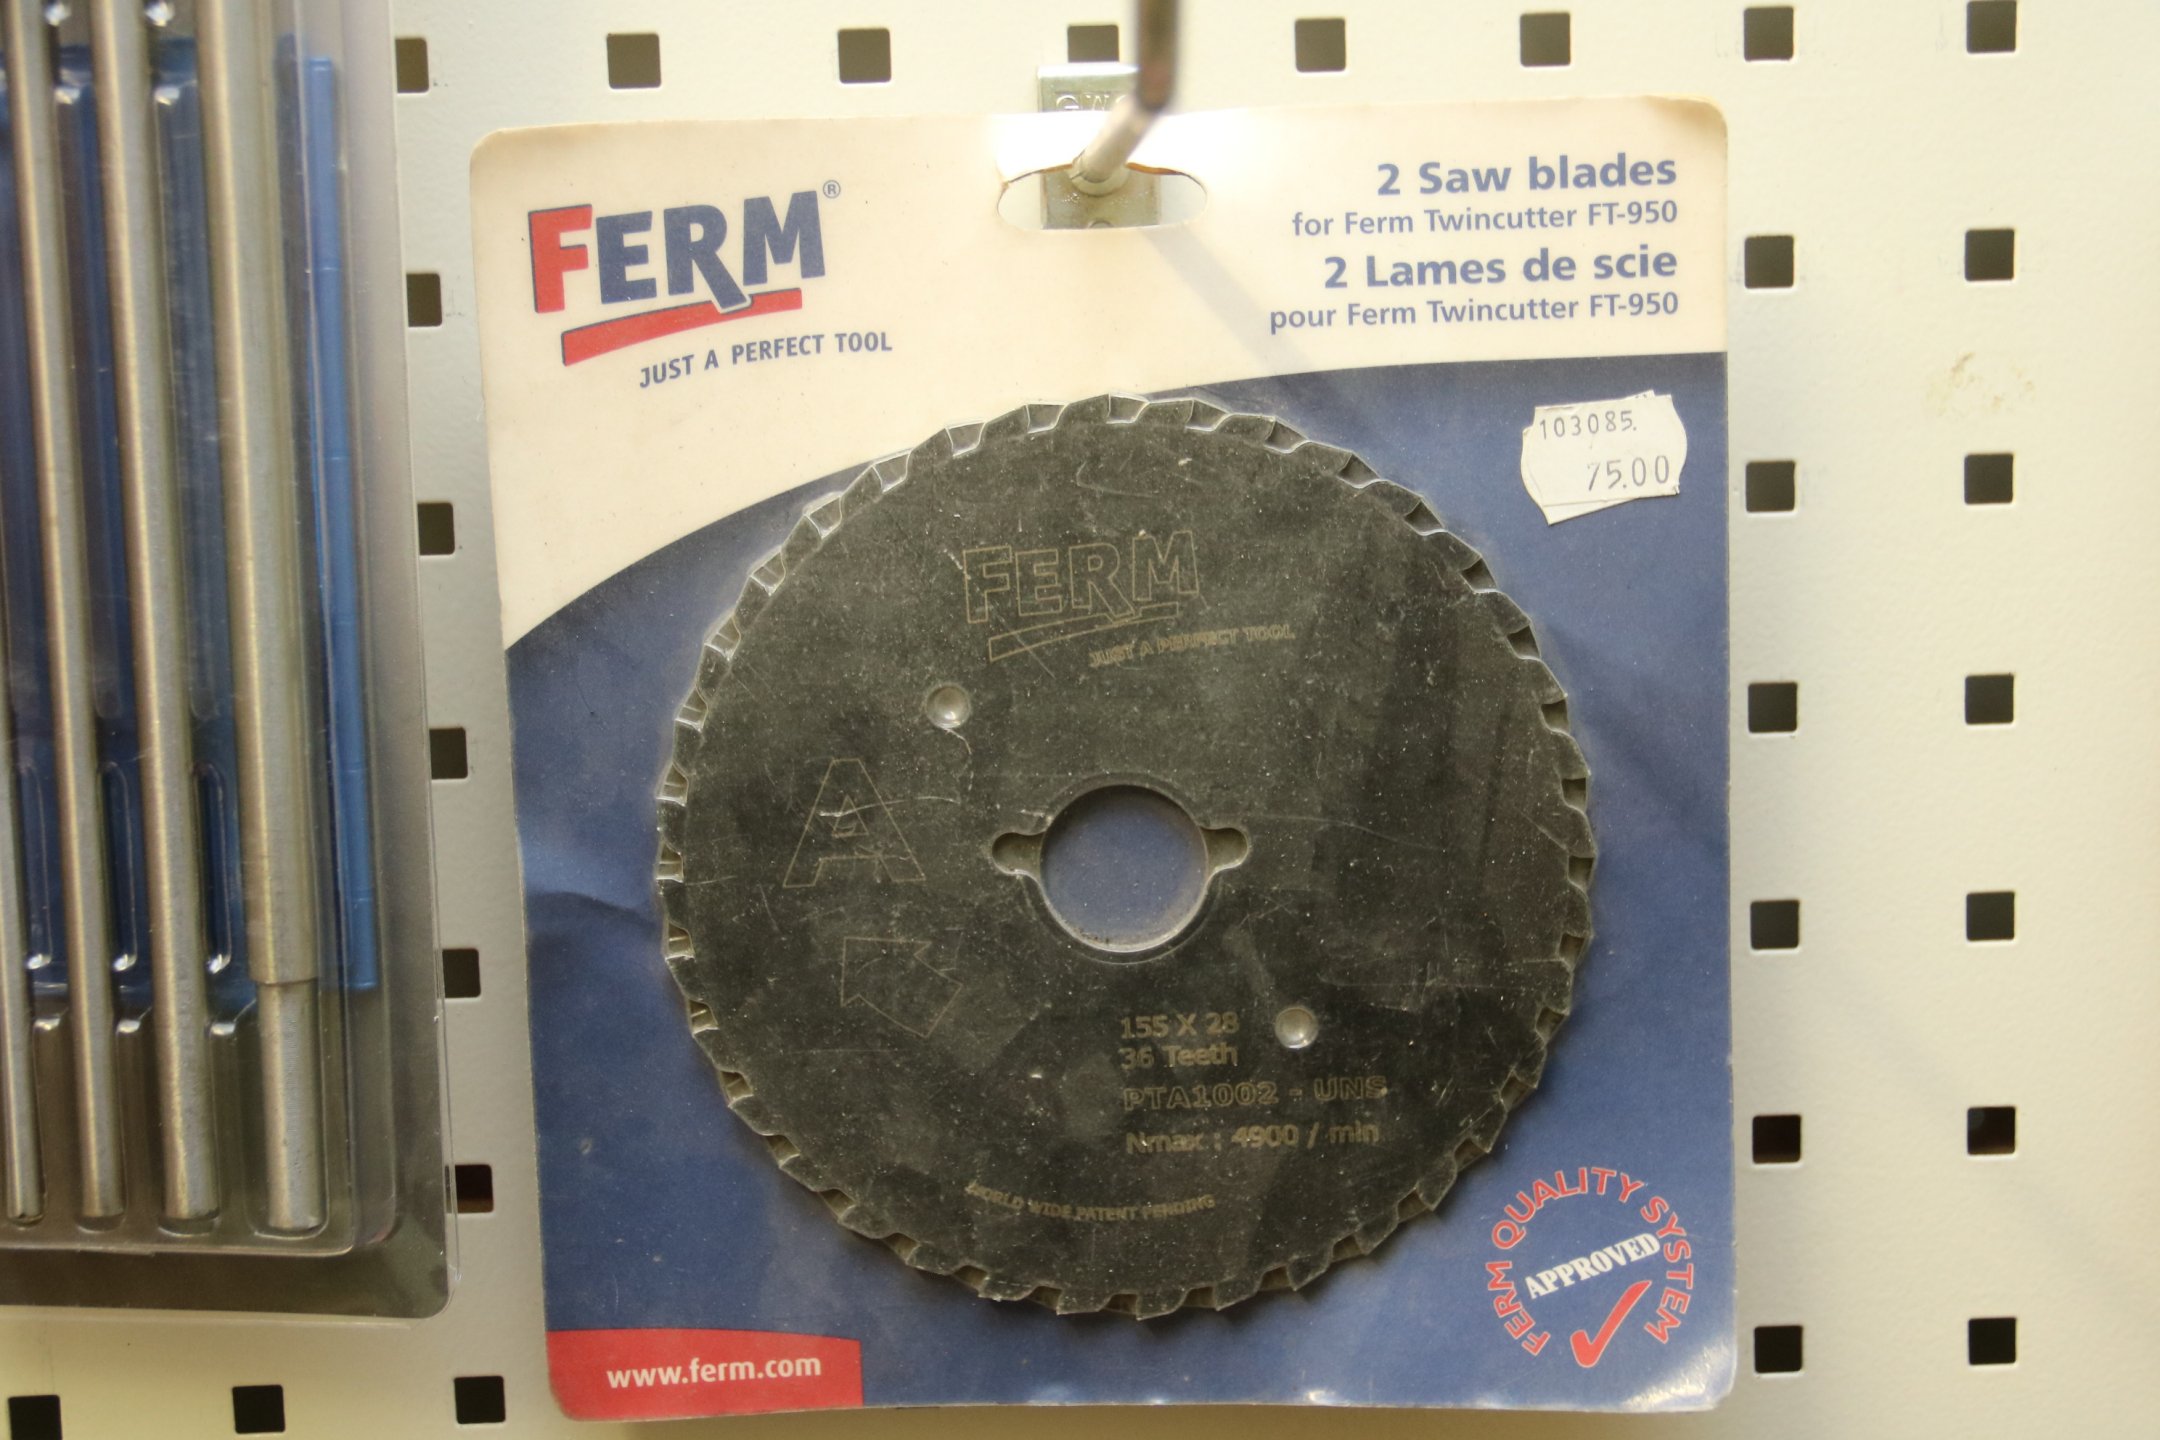 FERM®
JUST A PERFECT TOOL
2 Saw blades
for Ferm Twincutter FT-950
2 Lames de scie
pour Ferm Twincutter FT-950
103085.
75.00
FERM
JUST A PERFECT TOOL
A
155 X 28
36 Teeth
PTA1002 - UNS
Nmax : 4900 / min
WORLD WIDE PATENT PENDING
FERM QUALITY SYSTEM
APPROVED
www.ferm.com